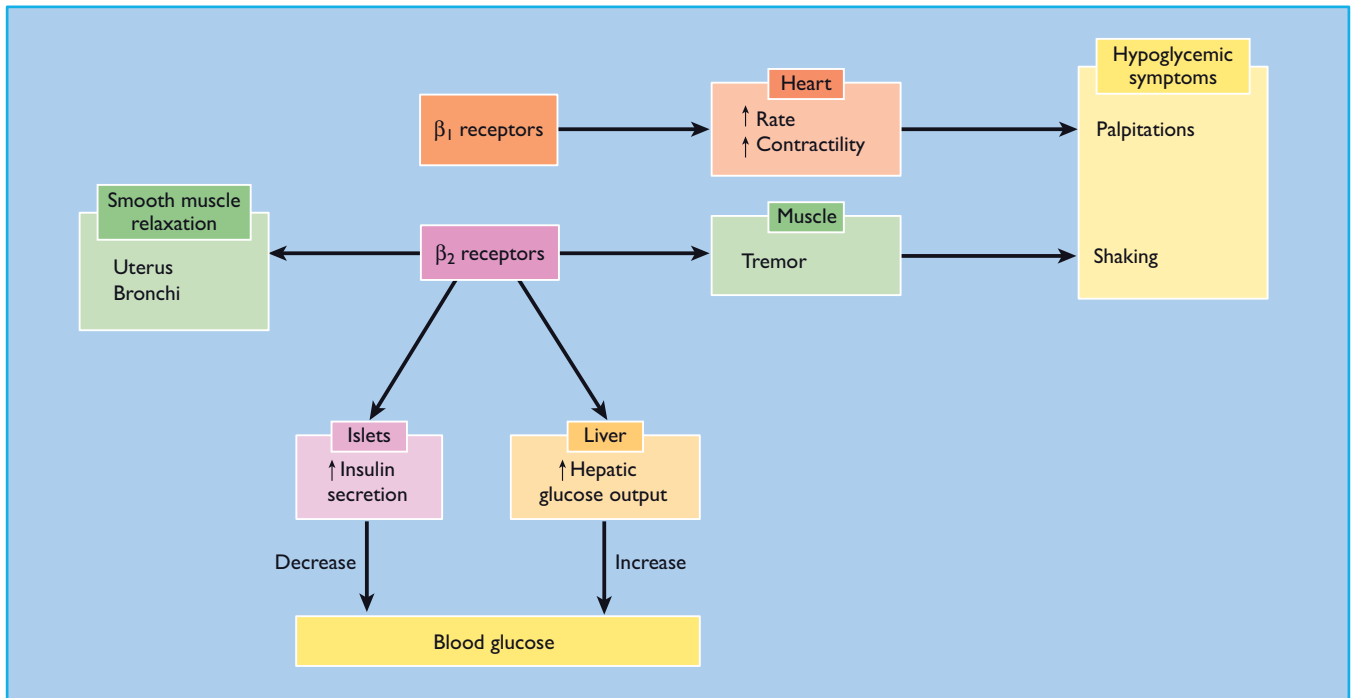 Hypoglycemic
symptoms
Heart
↑ Rate
↑ Contractility
β₁ receptors
Palpitations
Smooth muscle
relaxation
Uterus
Bronchi
β₂ receptors
Muscle
Tremor
Shaking
Islets
↑ Insulin
secretion
Liver
↑ Hepatic
glucose output
Decrease
Increase
Blood glucose